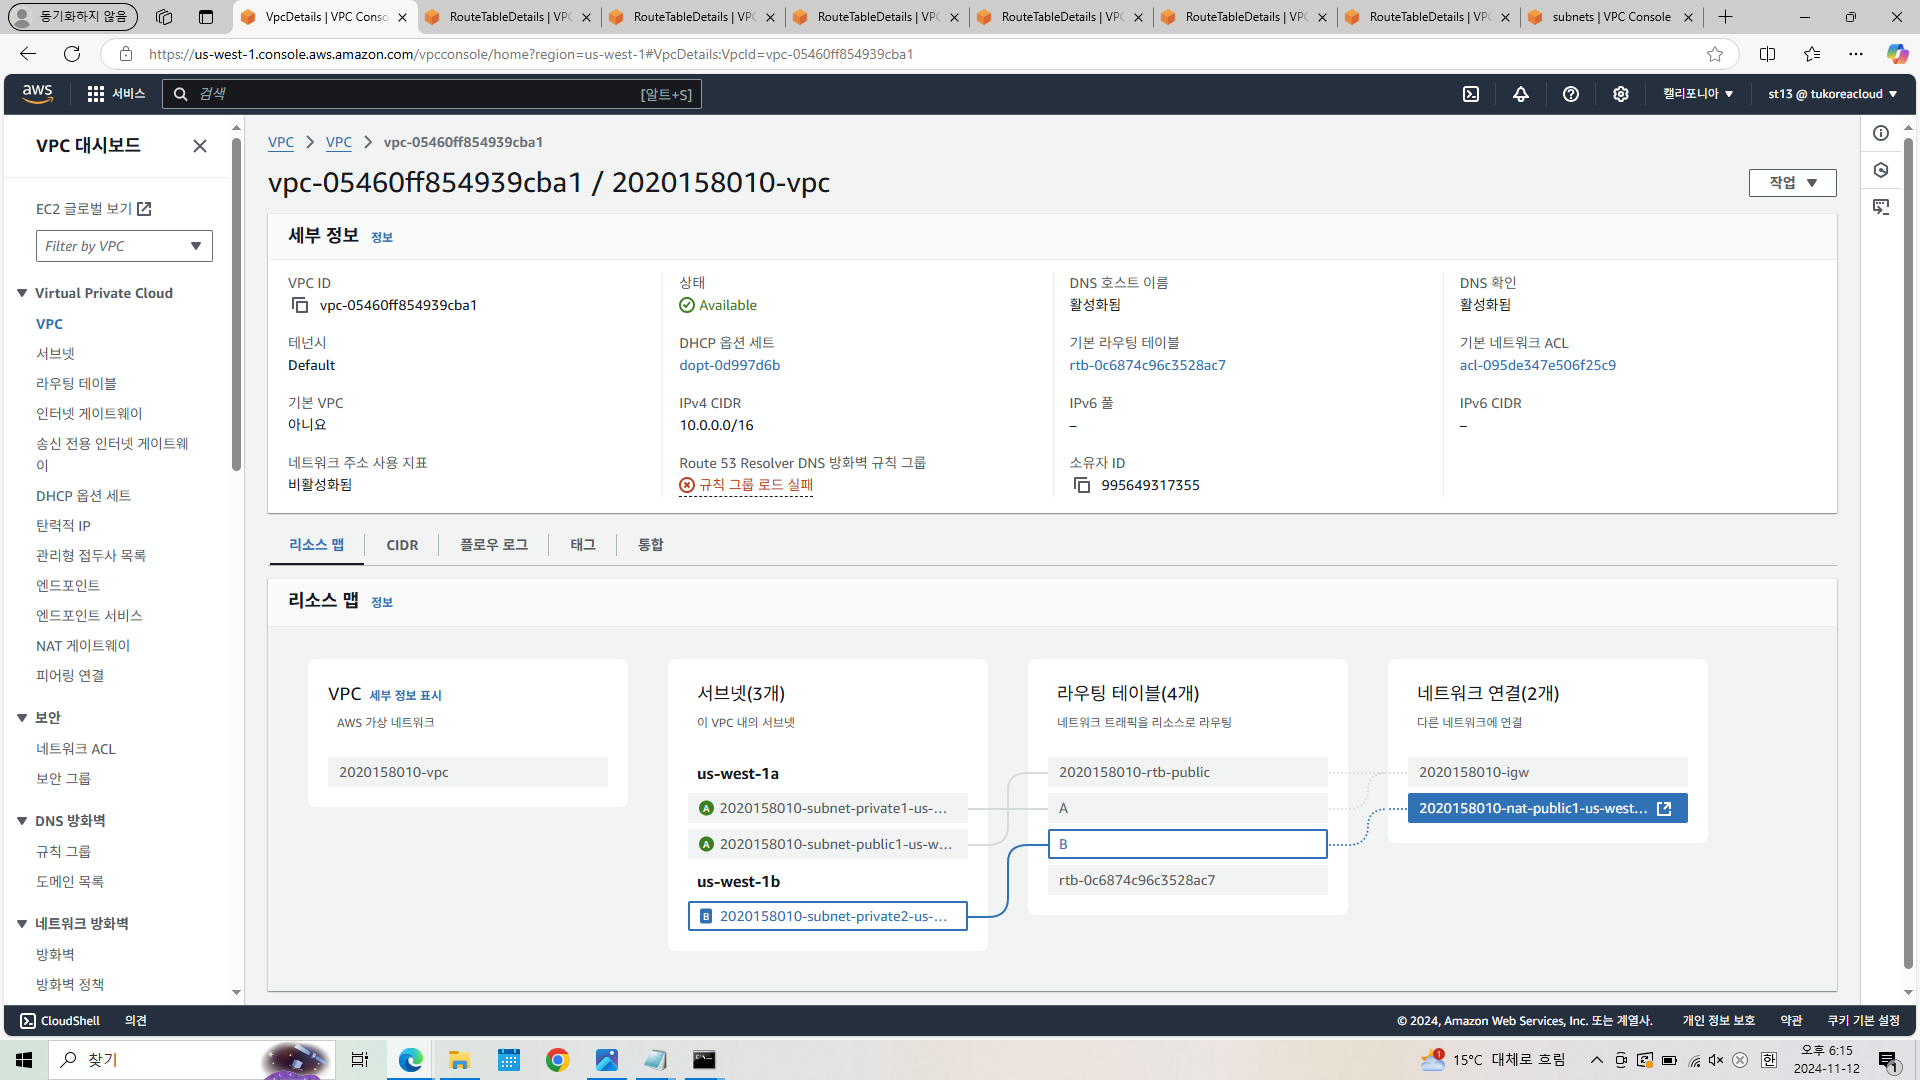 동기화하지 않음
VpcDetails | VPC Conso
RouteTableDetails | VPC
RouteTableDetails | VPC
RouteTableDetails | VPC
RouteTableDetails | VPC
RouteTableDetails | VPC
RouteTableDetails | VPC
subnets | VPC Console
https://us-west-1.console.aws.amazon.com/vpcconsole/home?region=us-west-1#VpcDetails:VpcId=vpc-05460ff854939cba1
aws
서비스
검색
[알트+S]
캘리포니아
st13 @ tukoreacloud
VPC 대시보드
EC2 글로벌 보기
Filter by VPC
Virtual Private Cloud
VPC
서브넷
라우팅 테이블
인터넷 게이트웨이
송신 전용 인터넷 게이트웨
이
DHCP 옵션 세트
탄력적 IP
관리형 접두사 목록
엔드포인트
엔드포인트 서비스
NAT 게이트웨이
피어링 연결
보안
네트워크 ACL
보안 그룹
DNS 방화벽
규칙 그룹
도메인 목록
네트워크 방화벽
방화벽
방화벽 정책
VPC
VPC
vpc-05460ff854939cba1
vpc-05460ff854939cba1 / 2020158010-vpc
작업
세부 정보 정보
VPC ID
vpc-05460ff854939cba1
상태
Available
DNS 호스트 이름
활성화됨
DNS 확인
활성화됨
테넌시
Default
DHCP 옵션 세트
dopt-0d997d6b
기본 라우팅 테이블
rtb-0c6874c96c3528ac7
기본 네트워크 ACL
acl-095de347e506f25c9
기본 VPC
아니요
IPv4 CIDR
10.0.0.0/16
IPv6 풀
–
IPv6 CIDR
–
네트워크 주소 사용 지표
비활성화됨
Route 53 Resolver DNS 방화벽 규칙 그룹
규칙 그룹 로드 실패
소유자 ID
995649317355
리소스 맵
CIDR
플로우 로그
태그
통합
리소스 맵 정보
VPC 세부 정보 표시
AWS 가상 네트워크
2020158010-vpc
서브넷(3개)
이 VPC 내의 서브넷
us-west-1a
A 2020158010-subnet-private1-us-...
A 2020158010-subnet-public1-us-w...
us-west-1b
B 2020158010-subnet-private2-us-...
라우팅 테이블(4개)
네트워크 트래픽을 리소스로 라우팅
2020158010-rtb-public
A
B
rtb-0c6874c96c3528ac7
네트워크 연결(2개)
다른 네트워크에 연결
2020158010-igw
2020158010-nat-public1-us-west...
CloudShell
의견
© 2024, Amazon Web Services, Inc. 또는 계열사.
개인 정보 보호
약관
쿠키 기본 설정
찾기
1
15°C 대체로 흐림
한
오후 6:15
2024-11-12
1